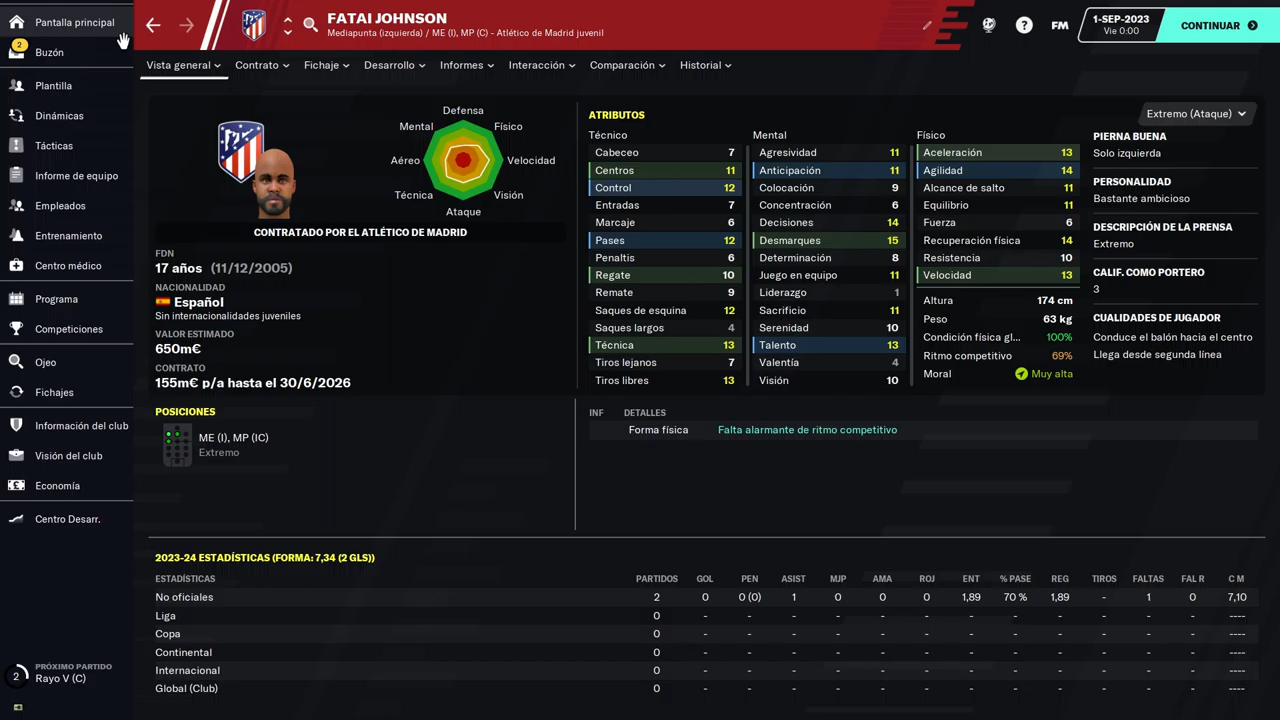 Pantalla principal
2
Buzón
Plantilla
Dinámicas
Tácticas
Informe de equipo
Empleados
Entrenamiento
Centro médico
Programa
Competiciones
Ojeo
Fichajes
Información del club
Visión del club
Economía
Centro Desarr.
2
PRÓXIMO PARTIDO
Rayo V (C)
FATAI JOHNSON
Mediapunta (izquierda) / ME (I), MP (C) - Atlético de Madrid juvenil
FM
1-SEP-2023
Vie 0:00
CONTINUAR
Vista general Contrato Fichaje Desarrollo Informes Interacción Comparación Historial
Defensa
Mental Físico
Aéreo Velocidad
Técnica Visión
Ataque
CONTRATADO POR EL ATLÉTICO DE MADRID
FDN
17 años (11/12/2005)
NACIONALIDAD
Español
Sin internacionalidades juveniles
VALOR ESTIMADO
650m€
CONTRATO
155m€ p/a hasta el 30/6/2026
ATRIBUTOS
Extremo (Ataque)
Técnico
Cabeceo 7
Centros 11
Control 12
Entradas 7
Marcaje 6
Pases 12
Penaltis 6
Regate 10
Remate 9
Saques de esquina 12
Saques largos 4
Técnica 13
Tiros lejanos 7
Tiros libres 13
Mental
Agresividad 11
Anticipación 11
Colocación 9
Concentración 6
Decisiones 14
Desmarques 15
Determinación 8
Juego en equipo 11
Liderazgo 1
Sacrificio 11
Serenidad 10
Talento 13
Valentía 4
Visión 10
Físico
Aceleración 13
Agilidad 14
Alcance de salto 11
Equilibrio 11
Fuerza 6
Recuperación física 14
Resistencia 10
Velocidad 13
Altura 174 cm
Peso 63 kg
Condición física gl... 100%
Ritmo competitivo 69%
Moral Muy alta
PIERNA BUENA
Solo izquierda
PERSONALIDAD
Bastante ambicioso
DESCRIPCIÓN DE LA PRENSA
Extremo
CALIF. COMO PORTERO
3
CUALIDADES DE JUGADOR
Conduce el balón hacia el centro
Llega desde segunda línea
POSICIONES
ME (I), MP (IC)
Extremo
INF DETALLES
Forma física Falta alarmante de ritmo competitivo
2023-24 ESTADÍSTICAS (FORMA: 7,34 (2 GLS))
ESTADÍSTICAS PARTIDOS GOL PEN ASIST MJP AMA ROJ ENT % PASE REG TIROS FALTAS FAL R C M
No oficiales 2 0 0 (0) 1 0 0 0 1,89 70 % 1,89 - 1 0 7,10
Liga 0 - - - - - - - - - - - - ----
Copa 0 - - - - - - - - - - - - ----
Continental 0 - - - - - - - - - - - - ----
Internacional 0 - - - - - - - - - - - - ----
Global (Club) 0 - - - - - - - - - - - - ----